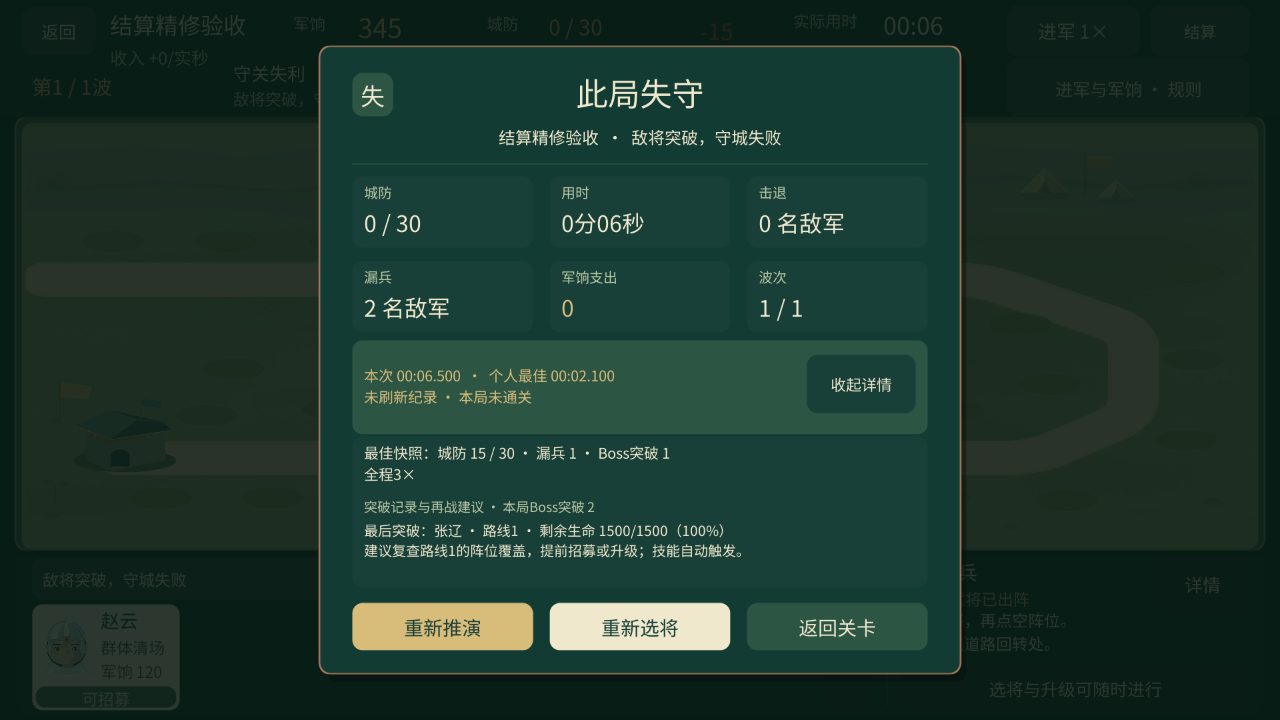 返回
结算精修验收
军饷
345
城防
0 / 30
-15
实际用时
00:06
进军 1×
结算
收入 +0/实秒
第1 / 1波
守关失利
敌将突破，
进军与军饷 · 规则
失
此局失守
结算精修验收 · 敌将突破，守城失败
城防
0 / 30
用时
0分06秒
击退
0 名敌军
漏兵
2 名敌军
军饷支出
0
波次
1 / 1
本次 00:06.500 · 个人最佳 00:02.100
未刷新纪录 · 本局未通关
收起详情
最佳快照：城防 15 / 30 · 漏兵 1 · Boss突破 1
全程3×
突破记录与再战建议 · 本局Boss突破 2
最后突破：张辽 · 路线1 · 剩余生命 1500/1500（100%）
建议复查路线1的阵位覆盖，提前招募或升级；技能自动触发。
重新推演
重新选将
返回关卡
敌将突破，守城失败
赵云
群体清场
军饷 120
可招募
兵
将已出阵
，再点空阵位。
道路回转处。
详情
选将与升级可随时进行